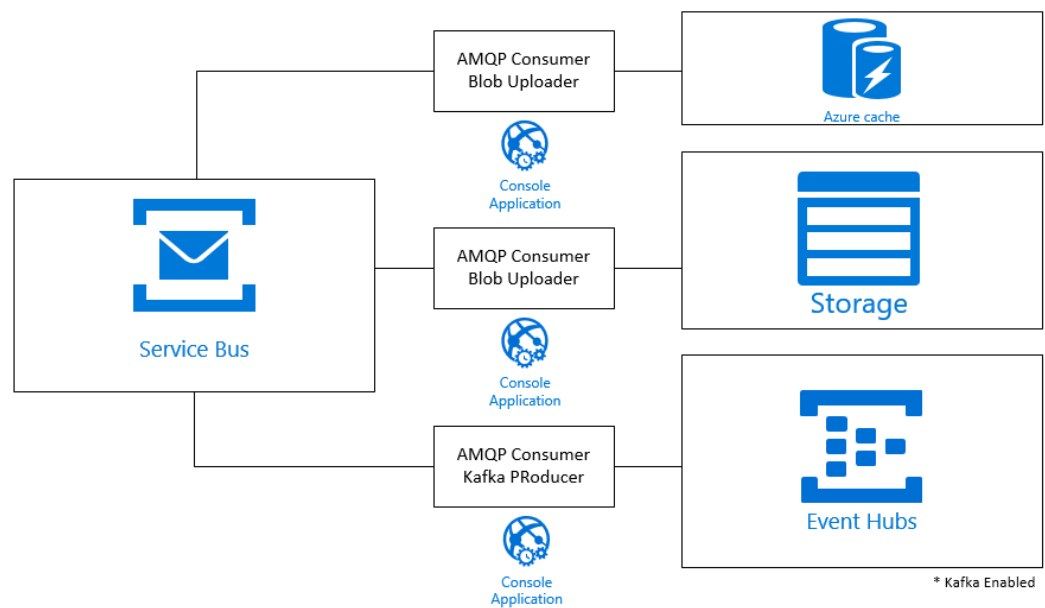 AMQP Consumer
Blob Uploader
Azure cache
Console
Application
Service Bus
AMQP Consumer
Blob Uploader
Storage
Console
Application
AMQP Consumer
Kafka PRoducer
Event Hubs
Console
Application
* Kafka Enabled